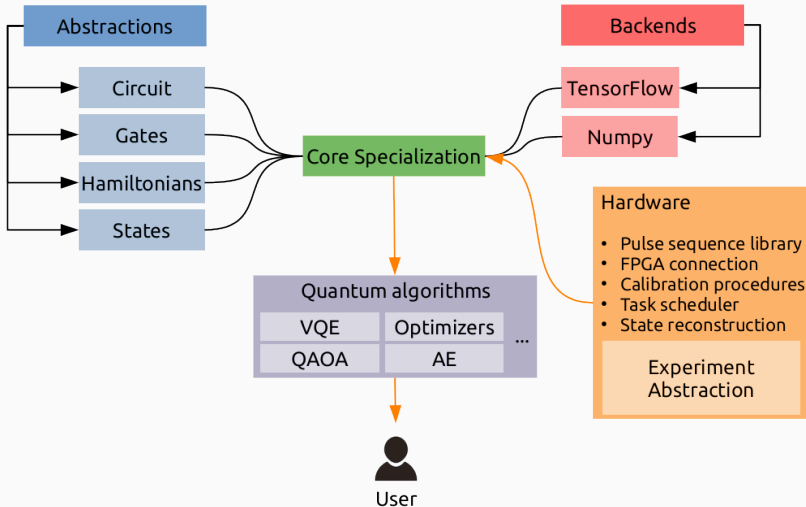 Abstractions
Circuit
Gates
Hamiltonians
States
Core Specialization
Backends
TensorFlow
Numpy
Hardware
• Pulse sequence library
• FPGA connection
• Calibration procedures
• Task scheduler
• State reconstruction
Experiment
Abstraction
Quantum algorithms
VQE
Optimizers
QAOA
AE
...
User